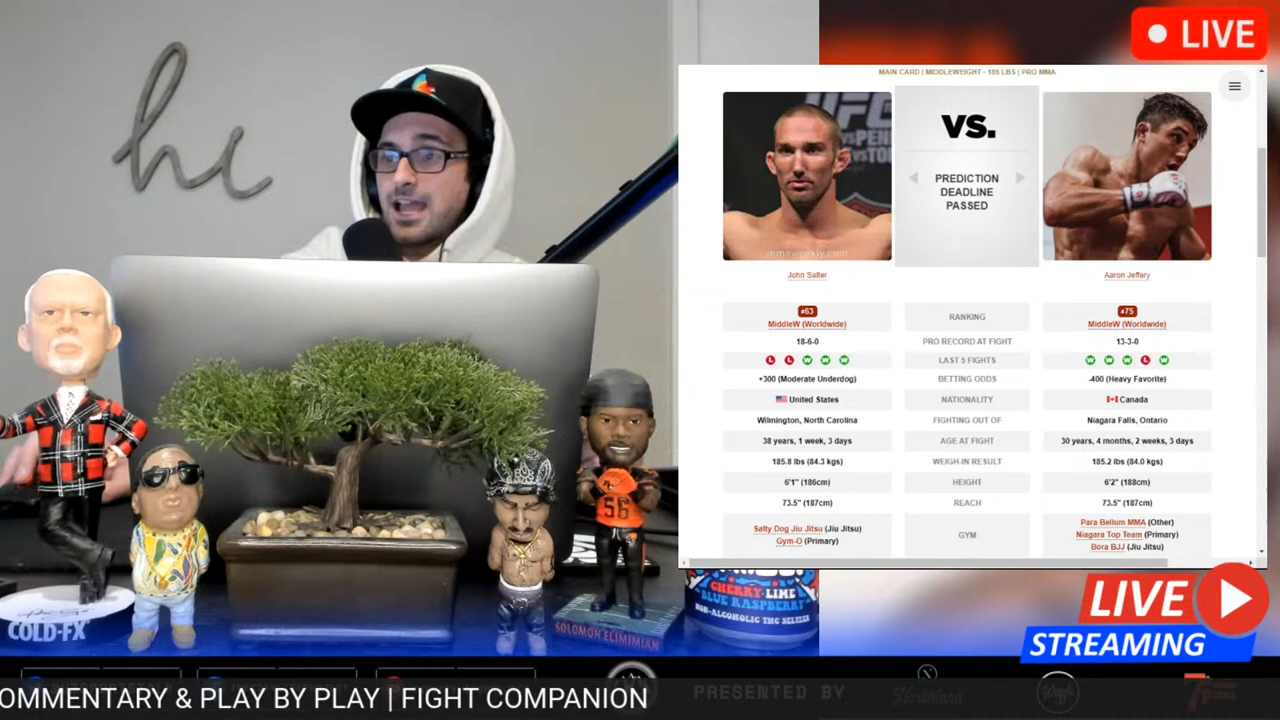 hi
LIVE
MAIN CARD | MIDDLEWEIGHT · 185 LBS | PRO MMA
VS.
PREDICTION
DEADLINE
PASSED
mmaweekly.com
John Salter
Aaron Jeffery
#63
MiddleW (Worldwide)
RANKING
#75
MiddleW (Worldwide)
18-6-0
PRO RECORD AT FIGHT
13-3-0
L L W W W
LAST 5 FIGHTS
W W W L W
+300 (Moderate Underdog)
BETTING ODDS
-400 (Heavy Favorite)
United States
NATIONALITY
Canada
Wilmington, North Carolina
FIGHTING OUT OF
Niagara Falls, Ontario
38 years, 1 week, 3 days
AGE AT FIGHT
30 years, 4 months, 2 weeks, 3 days
185.8 lbs (84.3 kgs)
WEIGH-IN RESULT
185.2 lbs (84.0 kgs)
6'1" (186cm)
HEIGHT
6'2" (188cm)
73.5" (187cm)
REACH
73.5" (187cm)
Salty Dog Jiu Jitsu (Jiu Jitsu)
Gym-O (Primary)
GYM
Para Bellum MMA (Other)
Niagara Top Team (Primary)
Bora BJJ (Jiu Jitsu)
56
COLD-FX
SOLOMON ELIMIMIAN
CHERRY-LIME
BLUE RASPBERRY
NON-ALCOHOLIC THC SELTZER
LIVE
STREAMING
PRESENTED BY
Northland
OMMENTARY & PLAY BY PLAY | FIGHT COMPANION